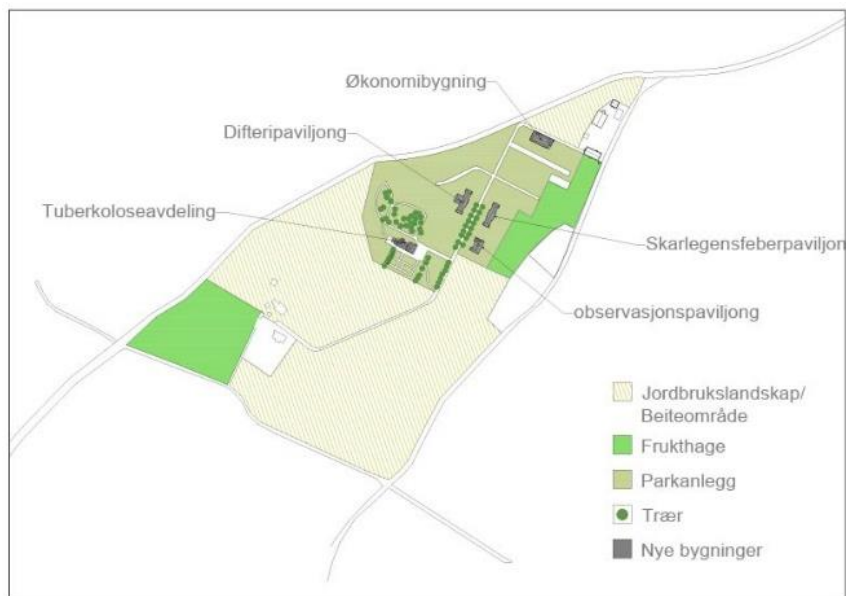 Økonomibygning
Difteripaviljong
Tuberkoloseavdeling
Skarlegensfeberpaviljon
observasjonspaviljong
Jordbrukslandskap/
Beiteområde
Frukthage
Parkanlegg
Trær
Nye bygninger